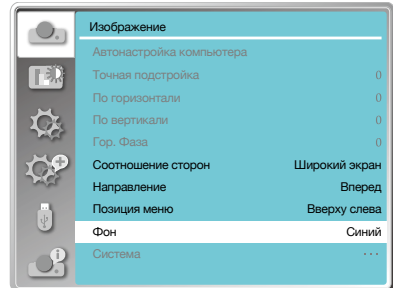 Изображение
Автонастройка компьютера
Точная подстройка 0
По горизонтали 0
По вертикали 0
Гор. Фаза 0
Соотношение сторон Широкий экран
Направление Вперед
Позиция меню Вверху слева
Фон Синий
Система ...